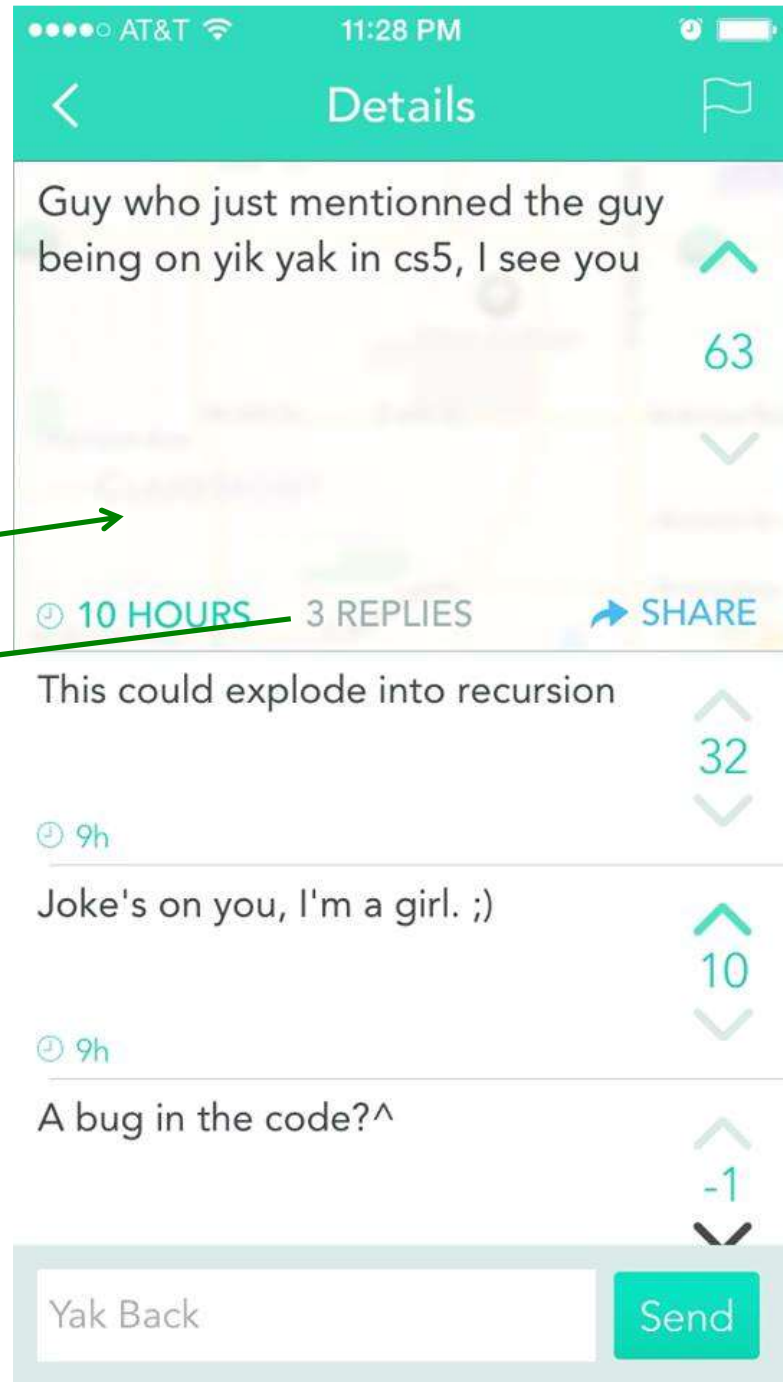 AT&T 11:28 PM
Details
Guy who just mentionned the guy
being on yik yak in cs5, I see you
63
CLAREMONT
10 HOURS 3 REPLIES SHARE
This could explode into recursion
32
9h
Joke's on you, I'm a girl. ;)
10
9h
A bug in the code?^
-1
Yak Back Send